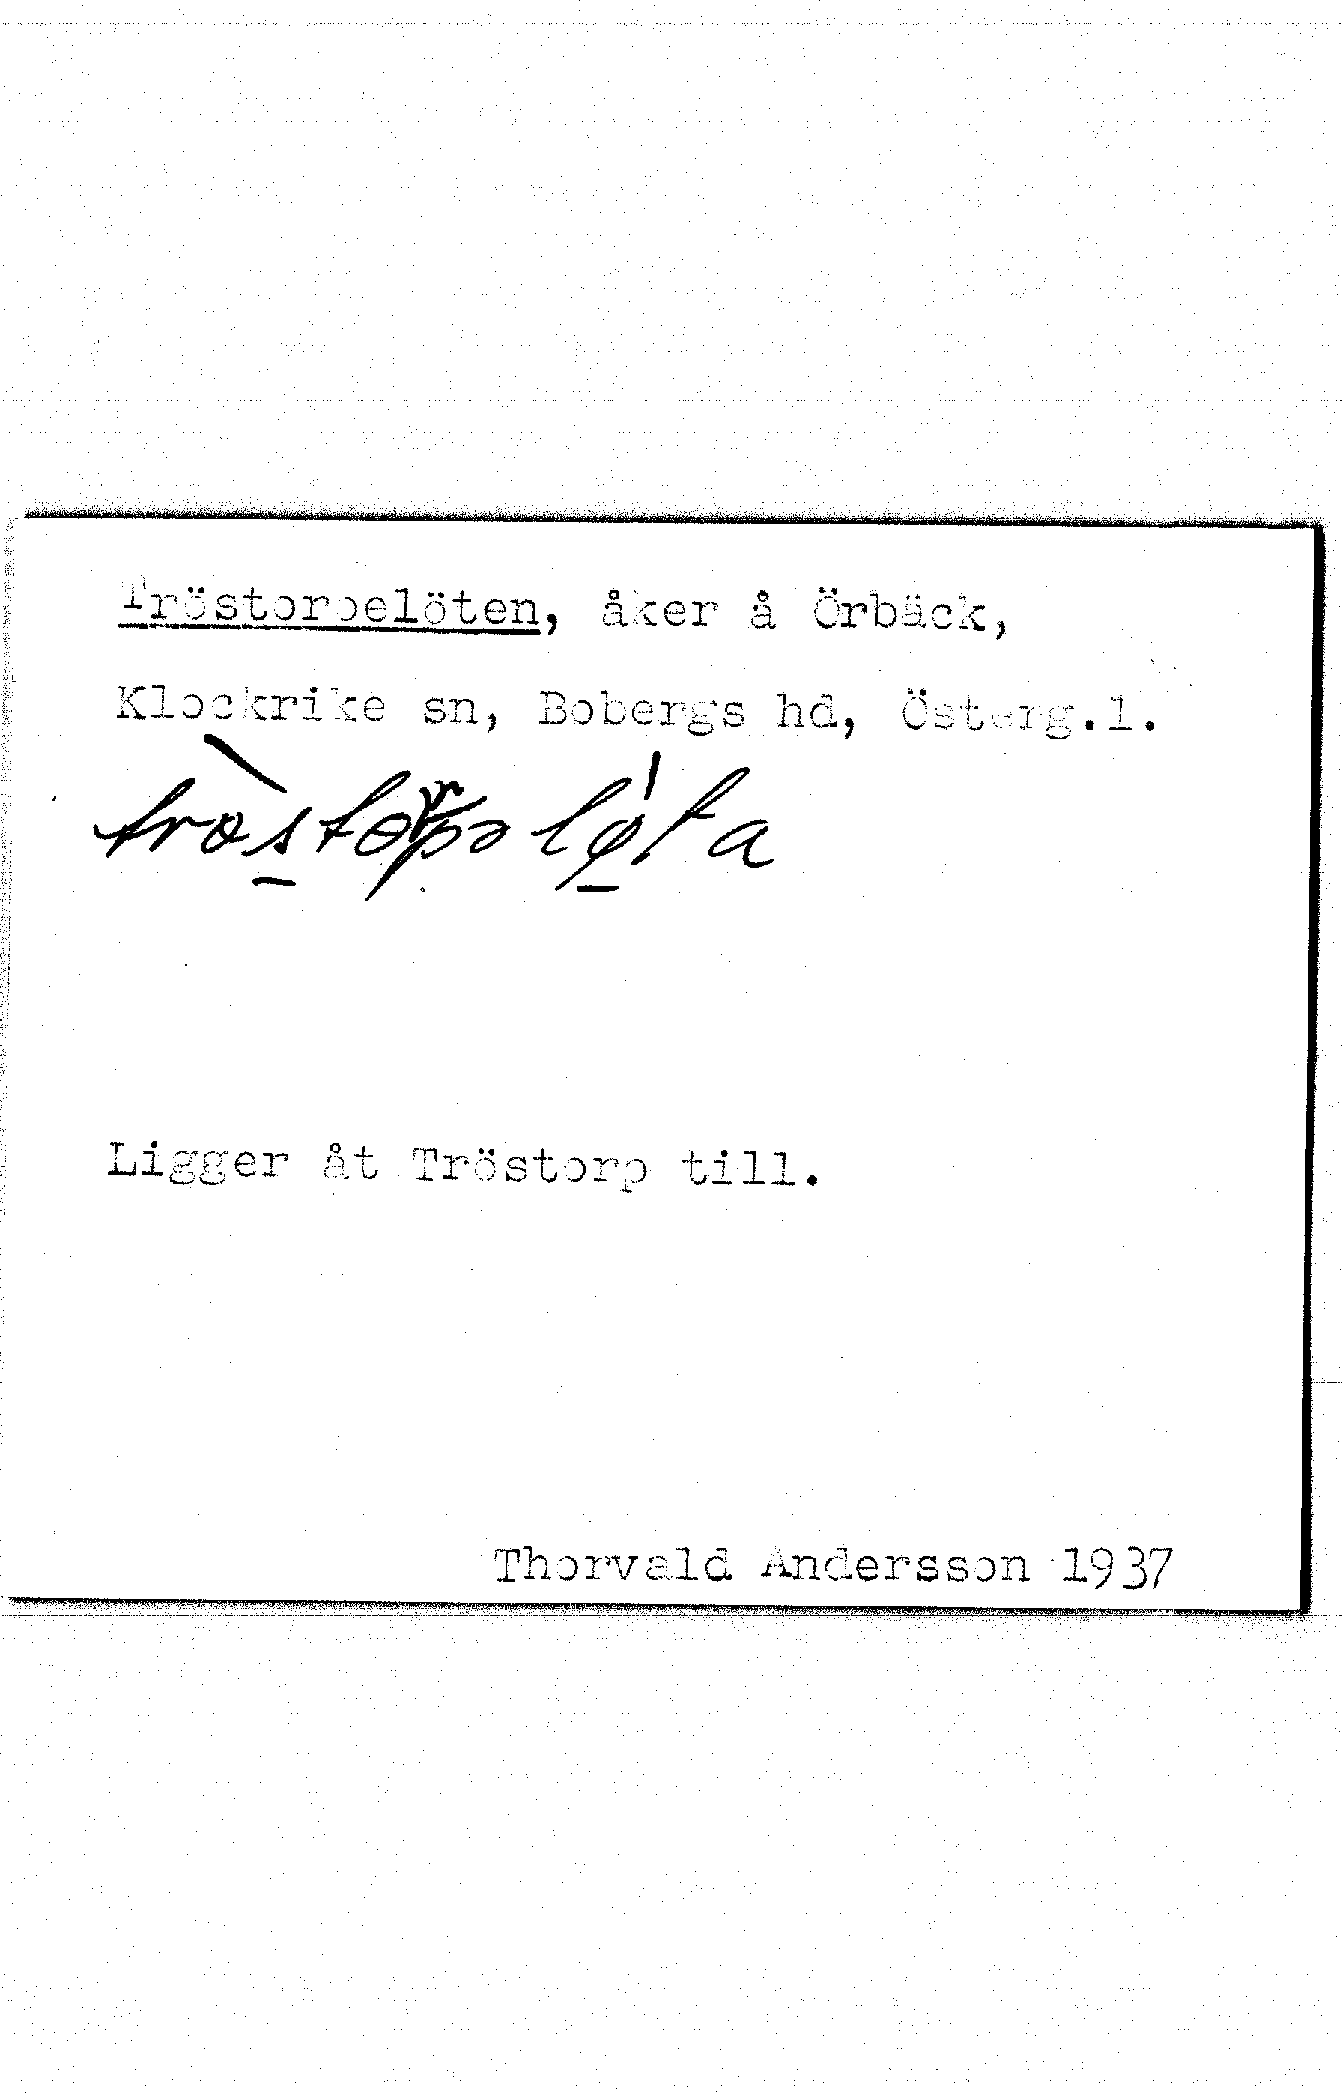 Tröstorpelöten, åker å Örbäck,
Klockrike sn, Bobergs hd, Österg.l.
Ligger åt Tröstorp till.
Thorvald Andersson 1937